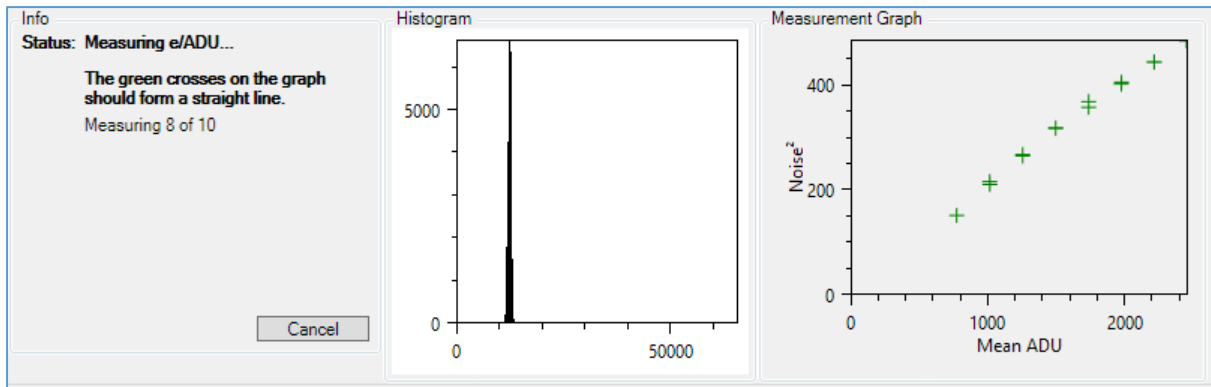 Info
Status: Measuring e/ADU...
The green crosses on the graph
should form a straight line.
Measuring 8 of 10
Cancel
Histogram
5000
0
0
50000
Measurement Graph
Noise²
400
200
0
0
1000
2000
Mean ADU